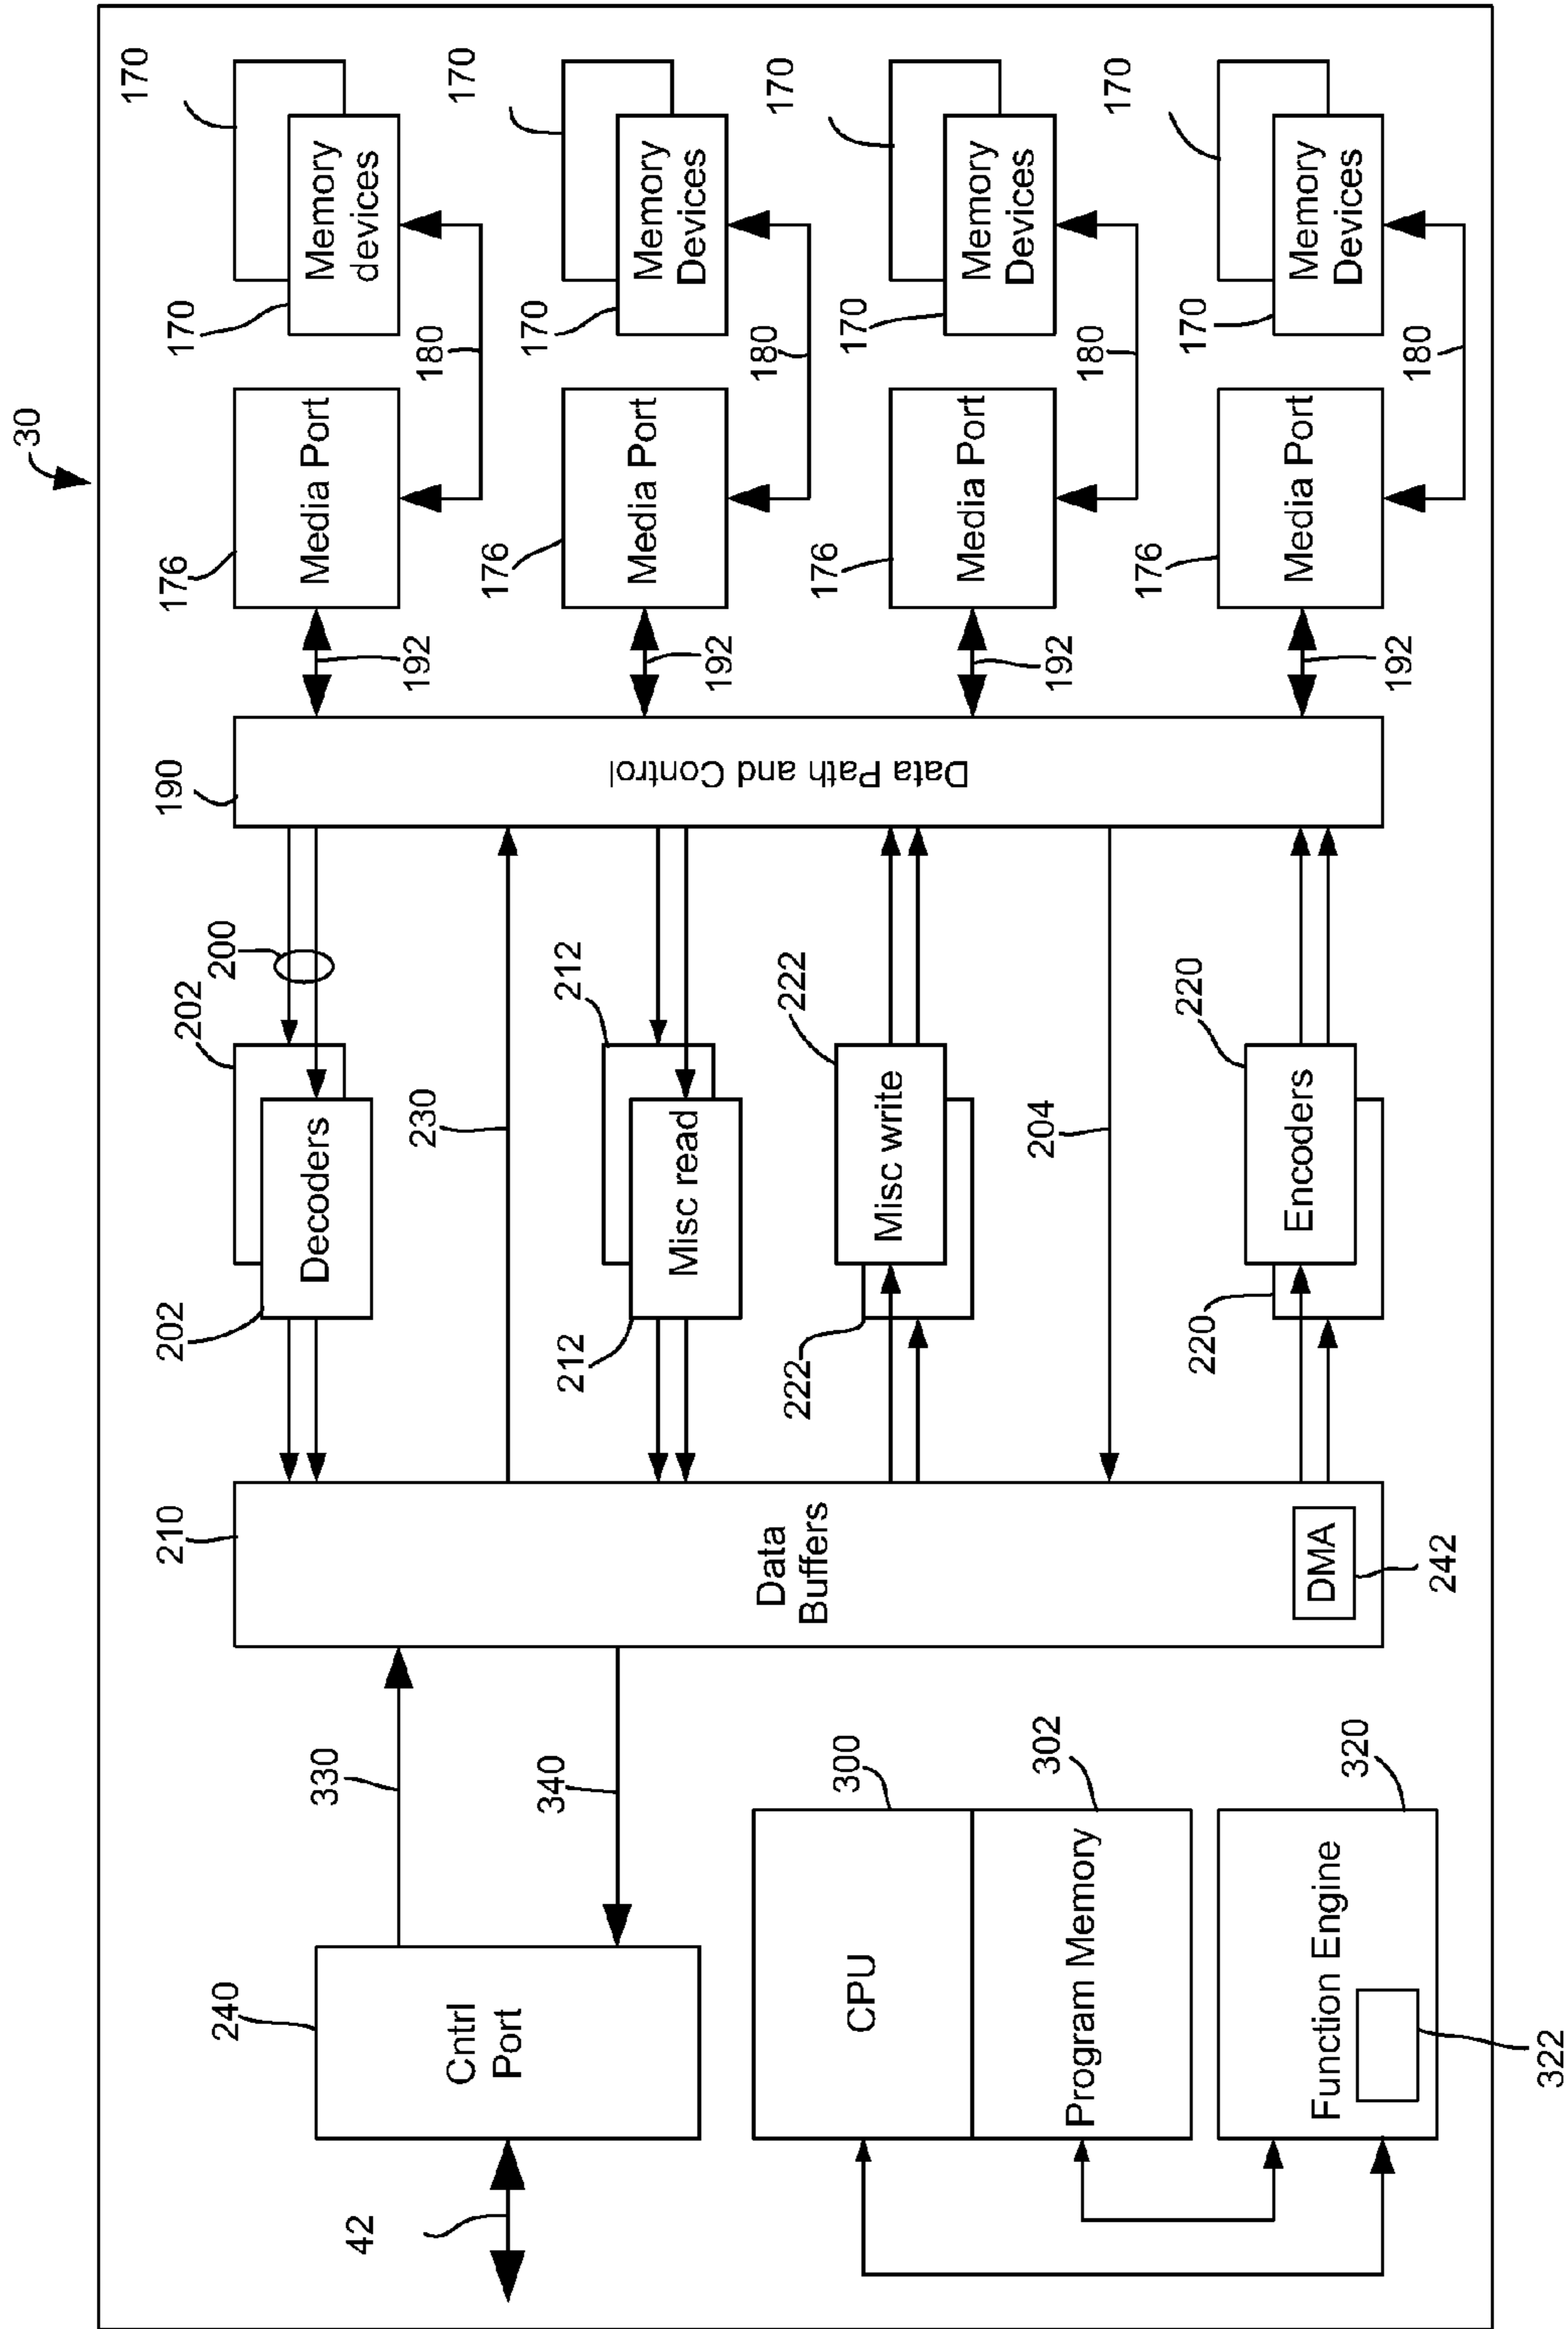 30
170
170
170
170
Memory
devices
Memory
Devices
Memory
Devices
Memory
Devices
170
170
170
170
180
180
180
180
Media Port
Media Port
Media Port
Media Port
176
176
176
176
192
192
192
192
190
Data Path and Control
200
202
212
222
220
Decoders
230
Misc read
Misc write
204
Encoders
202
212
222
220
210
Data
Buffers
DMA
242
330
340
300
302
320
240
Cntrl
Port
CPU
Program Memory
Function Engine
322
42